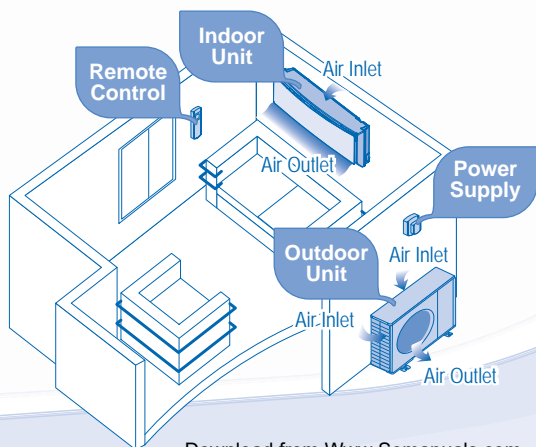 Indoor
Unit
Air Inlet
Remote
Control
Air Outlet
Power
Supply
Outdoor
Unit
Air Inlet
Air Inlet
Air Outlet